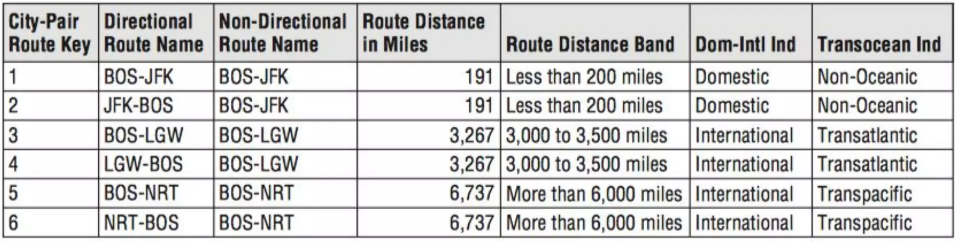 City-Pair Route Key | Directional Route Name | Non-Directional Route Name | Route Distance in Miles | Route Distance Band | Dom-Intl Ind | Transocean Ind
1 | BOS-JFK | BOS-JFK | 191 | Less than 200 miles | Domestic | Non-Oceanic
2 | JFK-BOS | BOS-JFK | 191 | Less than 200 miles | Domestic | Non-Oceanic
3 | BOS-LGW | BOS-LGW | 3,267 | 3,000 to 3,500 miles | International | Transatlantic
4 | LGW-BOS | BOS-LGW | 3,267 | 3,000 to 3,500 miles | International | Transatlantic
5 | BOS-NRT | BOS-NRT | 6,737 | More than 6,000 miles | International | Transpacific
6 | NRT-BOS | BOS-NRT | 6,737 | More than 6,000 miles | International | Transpacific